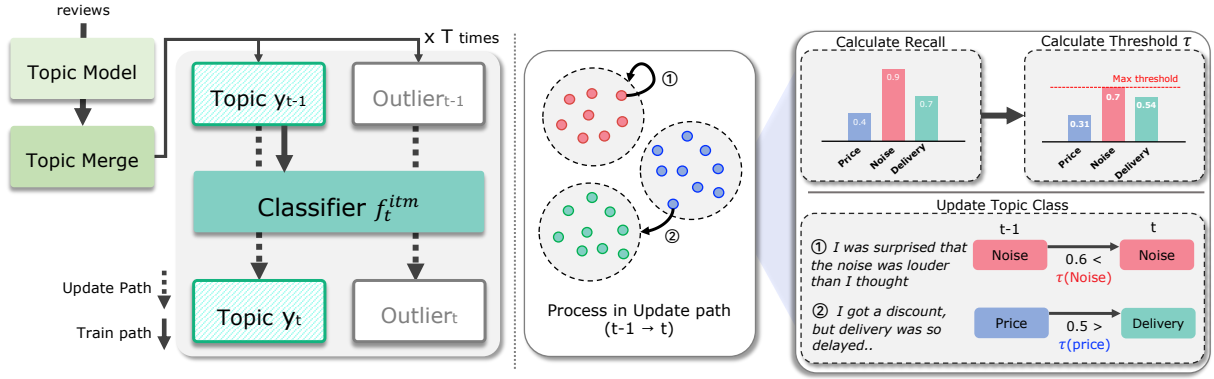 reviews
Topic Model
Topic Merge
x T times
Topic yt-1
Outliert-1
Classifier f_t^{itm}
Topic yt
Outliert
Update Path
Train path
①
②
Process in Update path
(t-1 → t)
Calculate Recall
0.4
0.9
0.7
Price
Noise
Delivery
Calculate Threshold τ
Max threshold
0.31
0.7
0.54
Price
Noise
Delivery
Update Topic Class
t-1
t
① I was surprised that
the noise was louder
than I thought
Noise
0.6 <
τ(Noise)
Noise
② I got a discount,
but delivery was so
delayed..
Price
0.5 >
τ(price)
Delivery